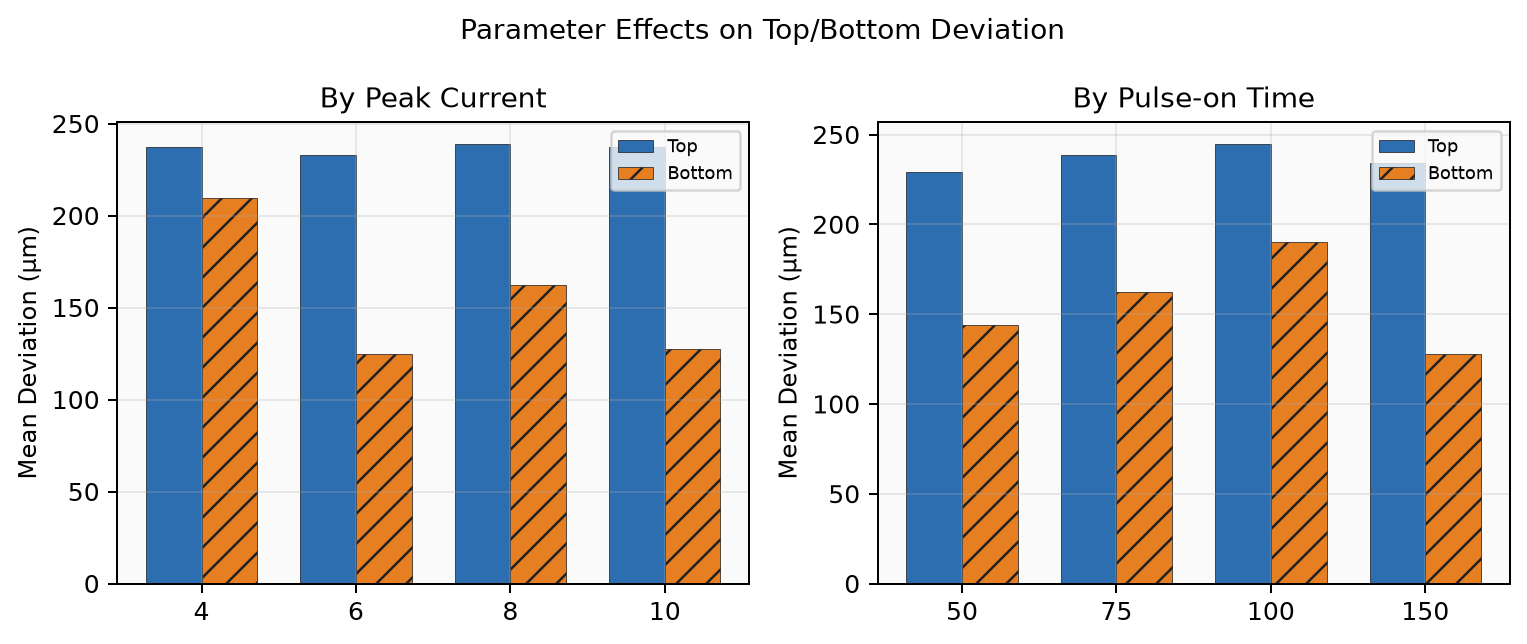 Parameter Effects on Top/Bottom Deviation
By Peak Current
Mean Deviation (μm)
250
200
150
100
50
0
4 6 8 10
Top
Bottom
By Pulse-on Time
Mean Deviation (μm)
250
200
150
100
50
0
50 75 100 150
Top
Bottom